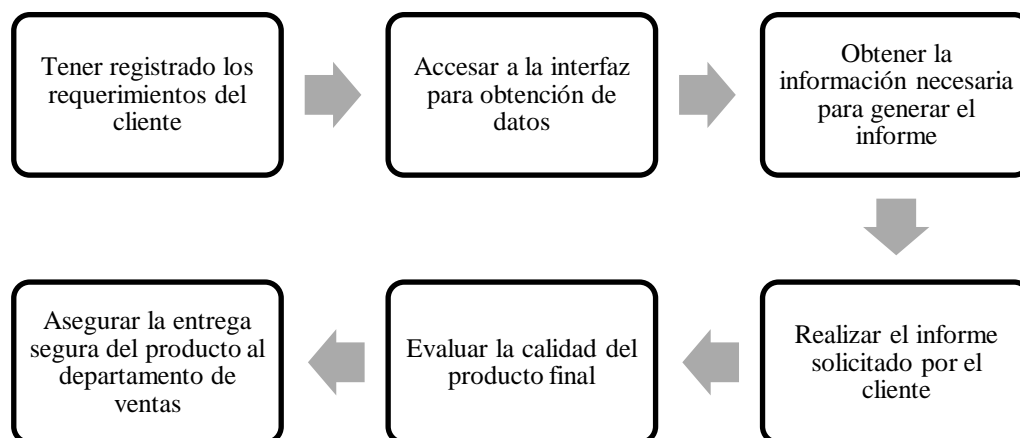 Tener registrado los
requerimientos del
cliente
Accesar a la interfaz
para obtención de
datos
Obtener la
información necesaria
para generar el
informe
Realizar el informe
solicitado por el
cliente
Evaluar la calidad del
producto final
Asegurar la entrega
segura del producto al
departamento de
ventas